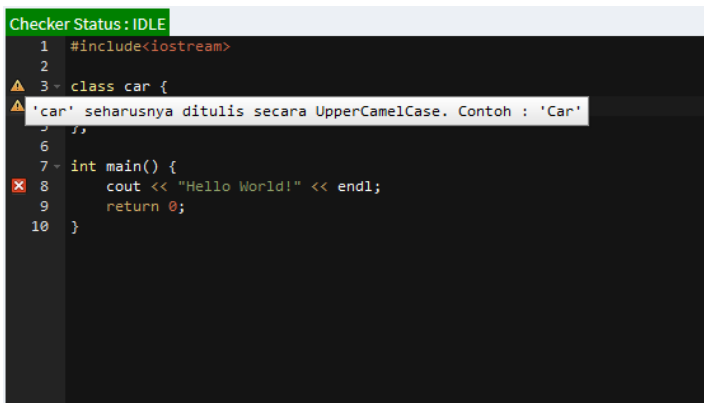 Checker Status : IDLE
1 #include<iostream>
2
3 class car {
'car' seharusnya ditulis secara UpperCamelCase. Contoh : 'Car'
5 };
6
7 int main() {
8 cout << "Hello World!" << endl;
9 return 0;
10 }